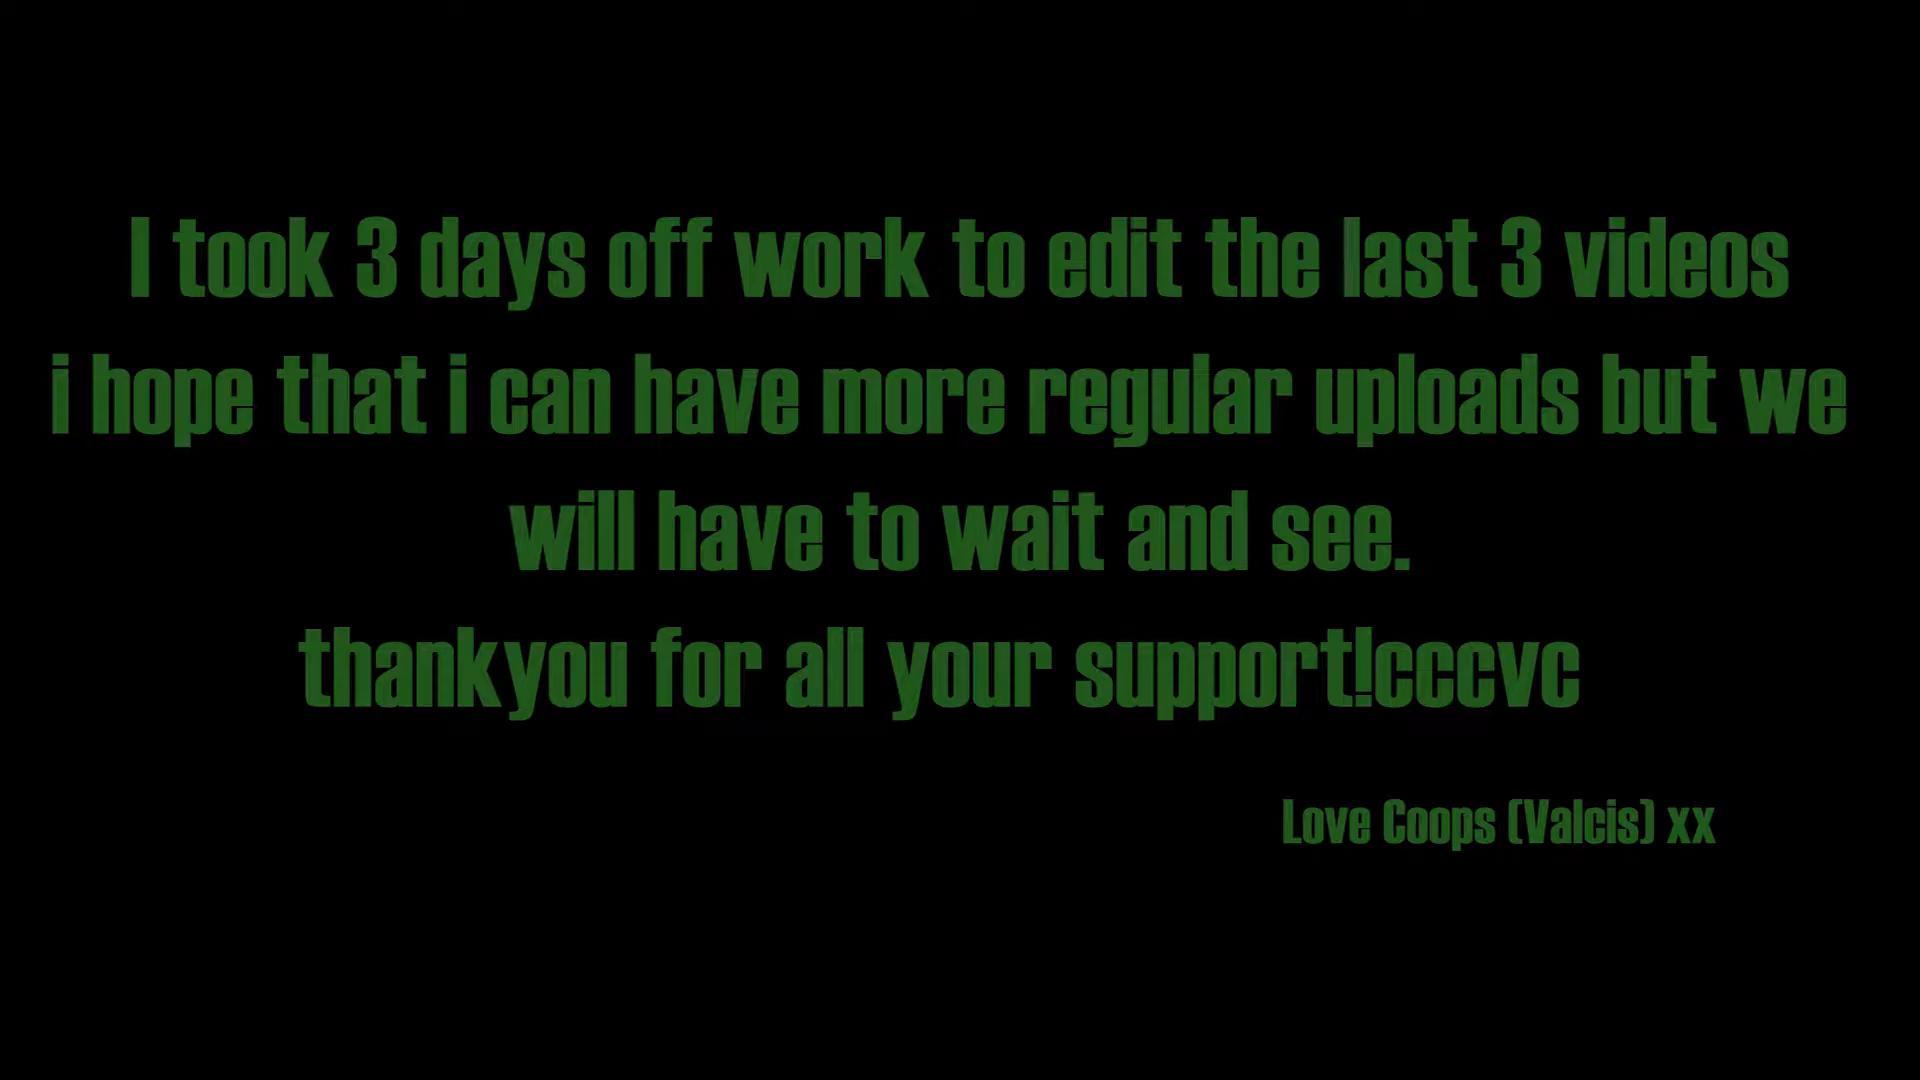 I took 3 days off work to edit the last 3 videos
i hope that i can have more regular uploads but we
will have to wait and see.
thankyou for all your support!cccvc
Love Coops (Valcis) xx